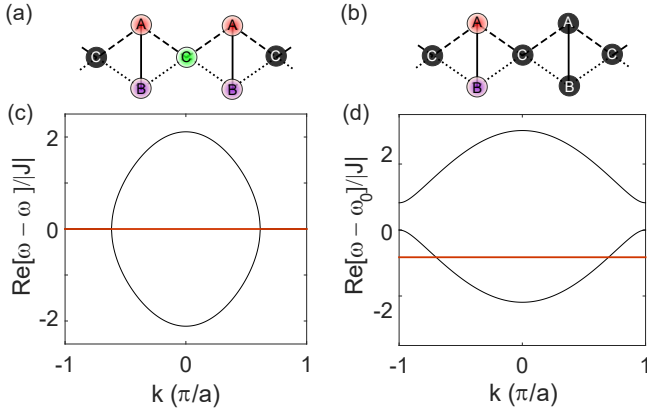 (a)
(b)
A A
C C C
B B
A A
C C C
B B
(c)
(d)
Re[ω − ω ]/|J|
2
0
-2
-1 0 1
k (π/a)
Re[ω − ω₀]/|J|
2
0
-2
-1 0 1
k (π/a)